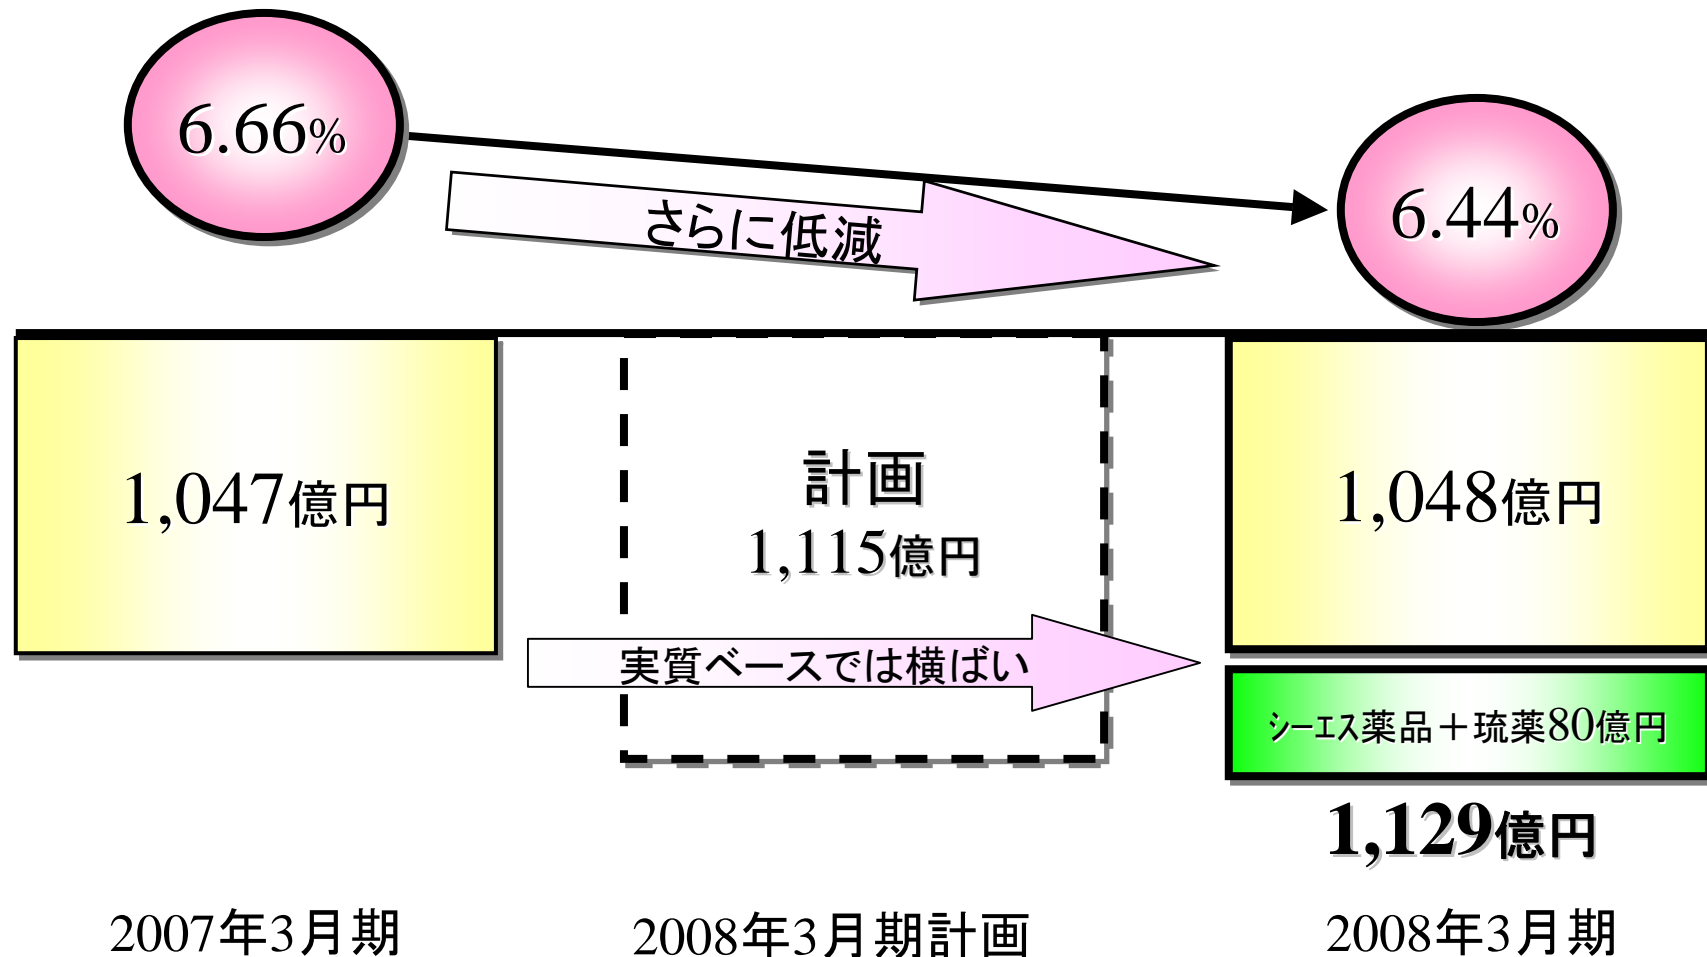 6.66%
さらに低減
6.44%
1,047億円
計画
1,115億円
1,048億円
実質ベースでは横ばい
ｼｰｴｽ薬品＋琉薬80億円
1,129億円
2007年3月期
2008年3月期計画
2008年3月期